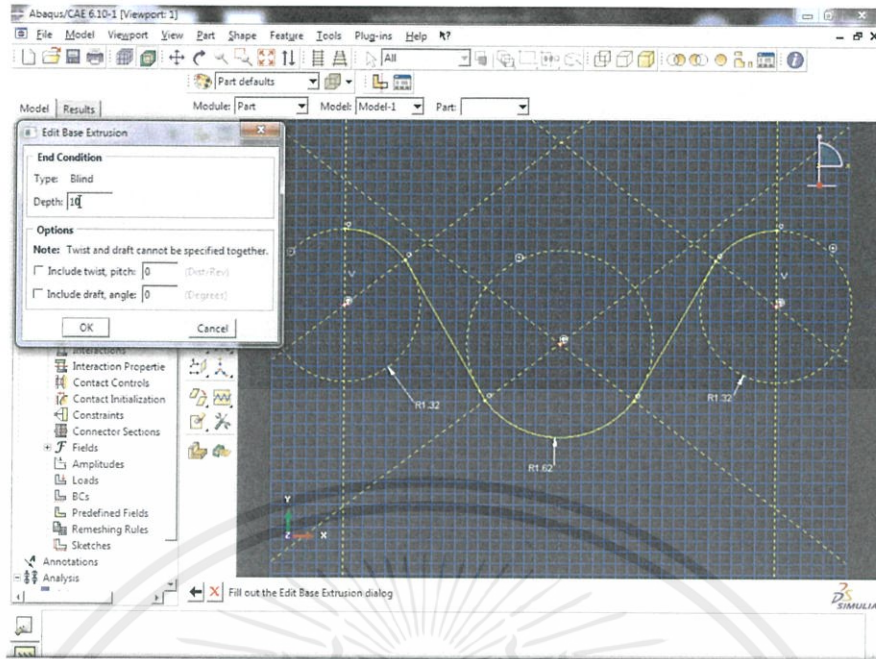 Abaqus/CAE 6.10-1 [Viewport: 1]
File Model Viewport View Part Shape Feature Tools Plug-ins Help
All
Part defaults
Model Results
Module: Part Model: Model-1 Part:
Edit Base Extrusion
End Condition
Type: Blind
Depth: 10
Options
Note: Twist and draft cannot be specified together.
Include twist, pitch: 0 (Dist/Rev)
Include draft, angle: 0 (Degrees)
OK Cancel
Interactions
Interaction Propertie
Contact Controls
Contact Initialization
Constraints
Connector Sections
Fields
Amplitudes
Loads
BCs
Predefined Fields
Remeshing Rules
Sketches
Annotations
Analysis
V
V
R1.32
R1.32
R1.62
Y
Z X
Fill out the Edit Base Extrusion dialog
SIMULIA